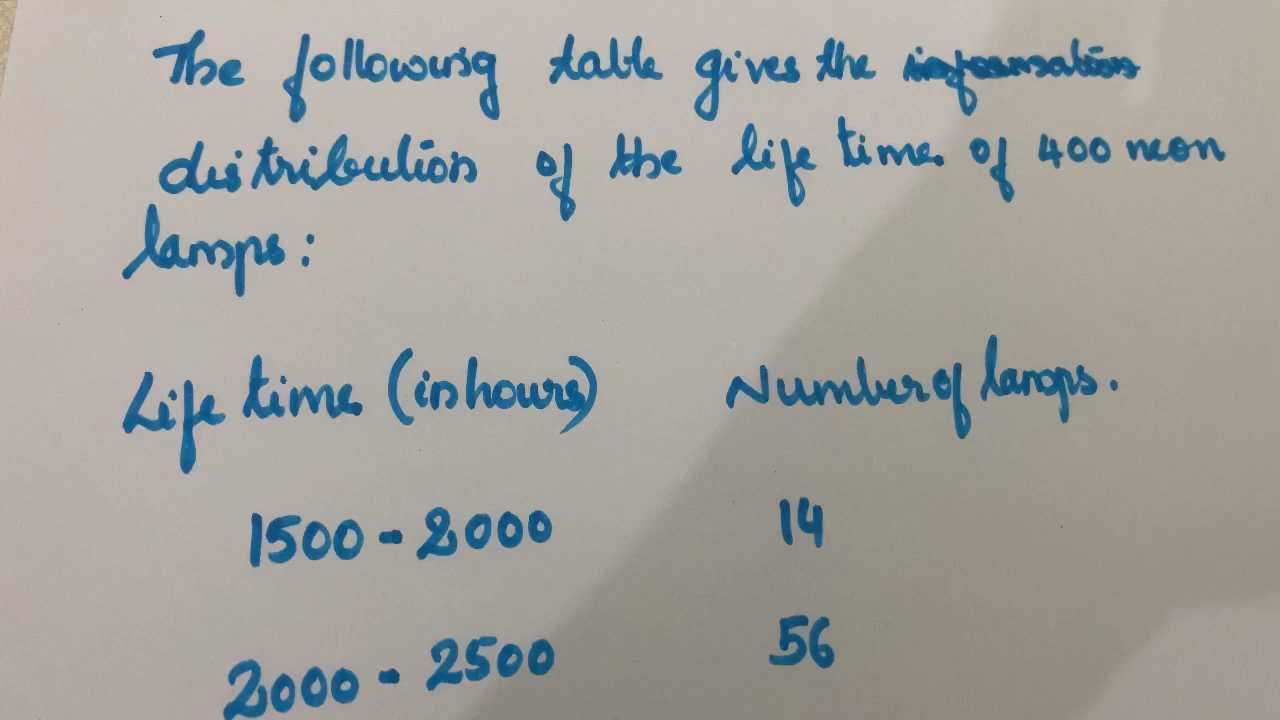 The following table gives the
distribution of the life time of 400 neon
lamps:
Life time (in hours) Number of lamps.
1500 - 2000 14
2000 - 2500 56